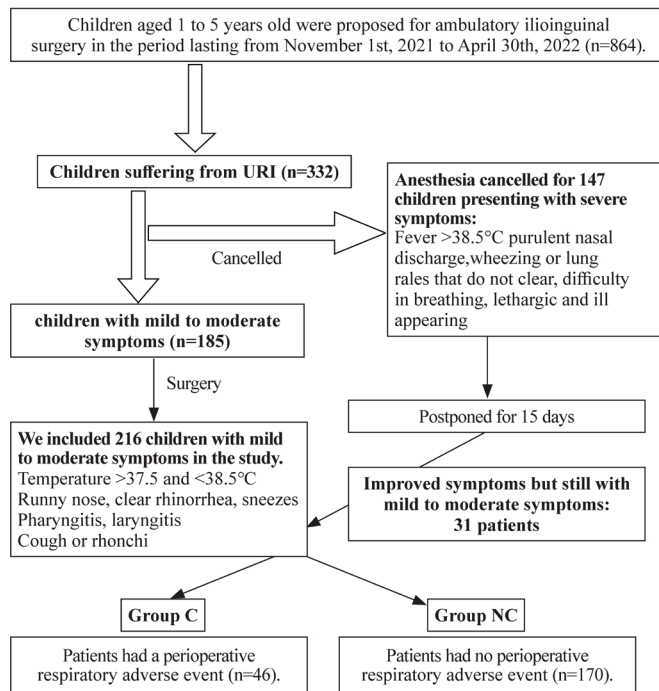 Children aged 1 to 5 years old were proposed for ambulatory ilioinguinal
surgery in the period lasting from November 1st, 2021 to April 30th, 2022 (n=864).
Children suffering from URI (n=332)
Anesthesia cancelled for 147
children presenting with severe
symptoms:
Fever >38.5°C purulent nasal
discharge,wheezing or lung
rales that do not clear, difficulty
in breathing, lethargic and ill
appearing
Cancelled
children with mild to moderate
symptoms (n=185)
Surgery
Postponed for 15 days
We included 216 children with mild
to moderate symptoms in the study.
Temperature >37.5 and <38.5°C
Runny nose, clear rhinorrhea, sneezes
Pharyngitis, laryngitis
Cough or rhonchi
Improved symptoms but still with
mild to moderate symptoms:
31 patients
Group C
Group NC
Patients had a perioperative
respiratory adverse event (n=46).
Patients had no perioperative
respiratory adverse event (n=170).